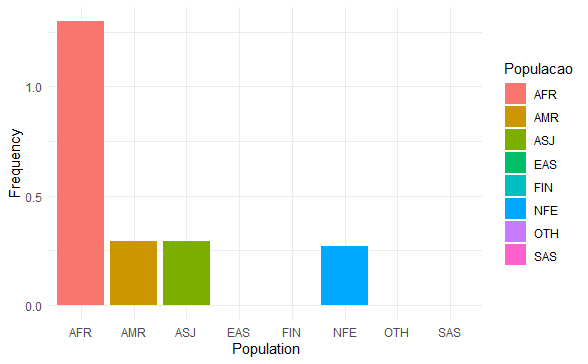 Frequency
1.0
0.5
0.0
AFR AMR ASJ EAS FIN NFE OTH SAS
Population
Populacao
AFR
AMR
ASJ
EAS
FIN
NFE
OTH
SAS